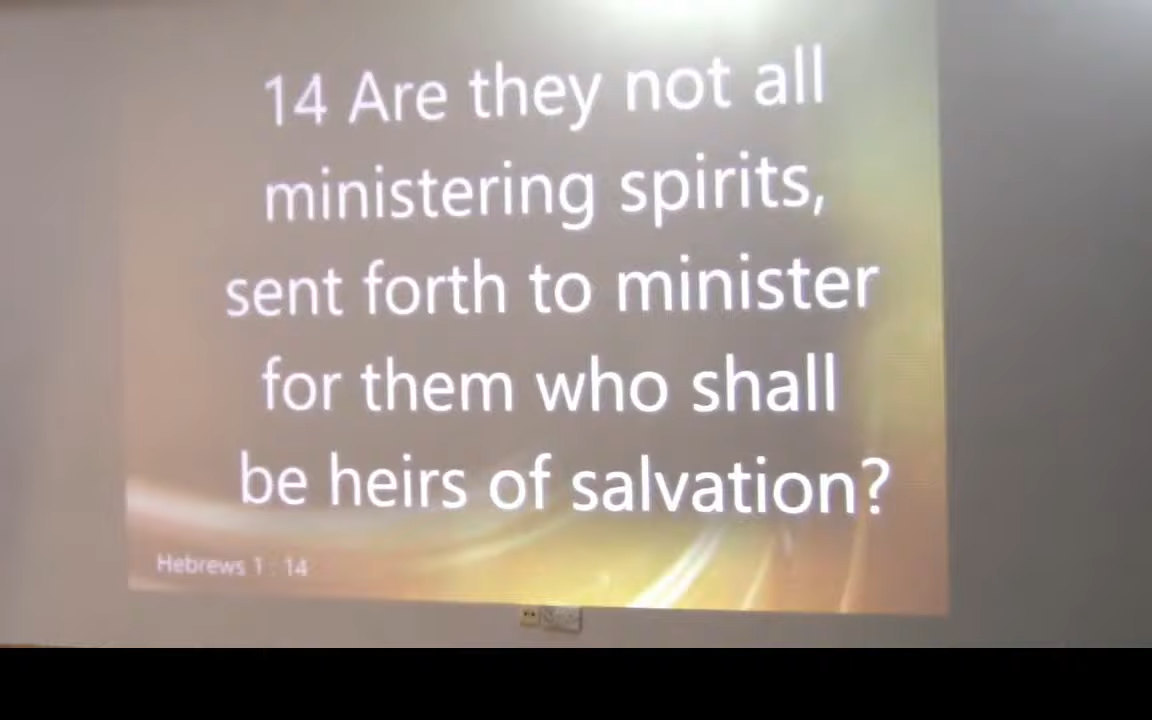 14 Are they not all
ministering spirits,
sent forth to minister
for them who shall
be heirs of salvation?
Hebrews 1 : 14